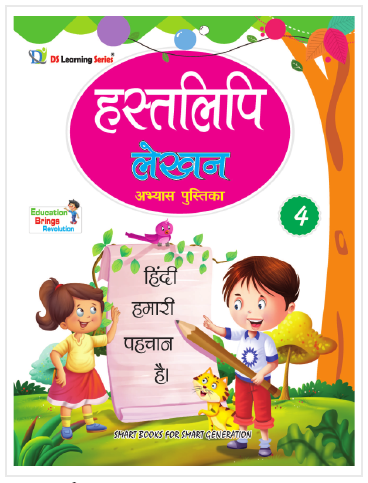 DS Learning Series
हस्तलिपि
लेखन
अभ्यास पुस्तिका
4
Education
Brings
Revolution
हिंदी
हमारी
पहचान
है।
SMART BOOKS FOR SMART GENERATION